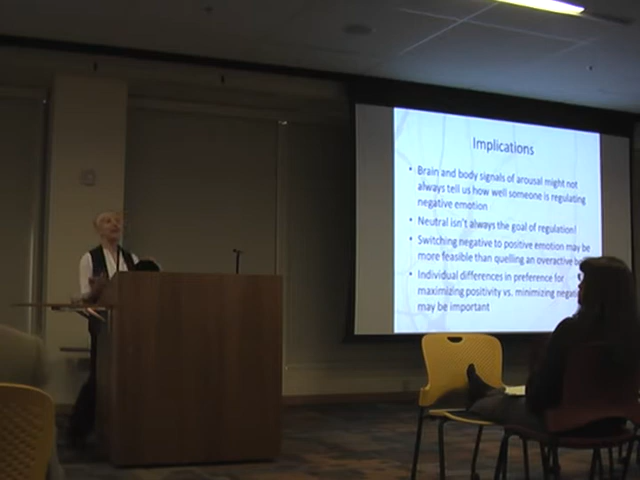 Implications
• Brain and body signals of arousal might not
always tell us how well someone is regulating
negative emotion
• Neutral isn't always the goal of regulation!
• Switching negative to positive emotion may be
more feasible than quelling an overactive
• Individual differences in preference for
maximizing positivity vs. minimizing
may be important